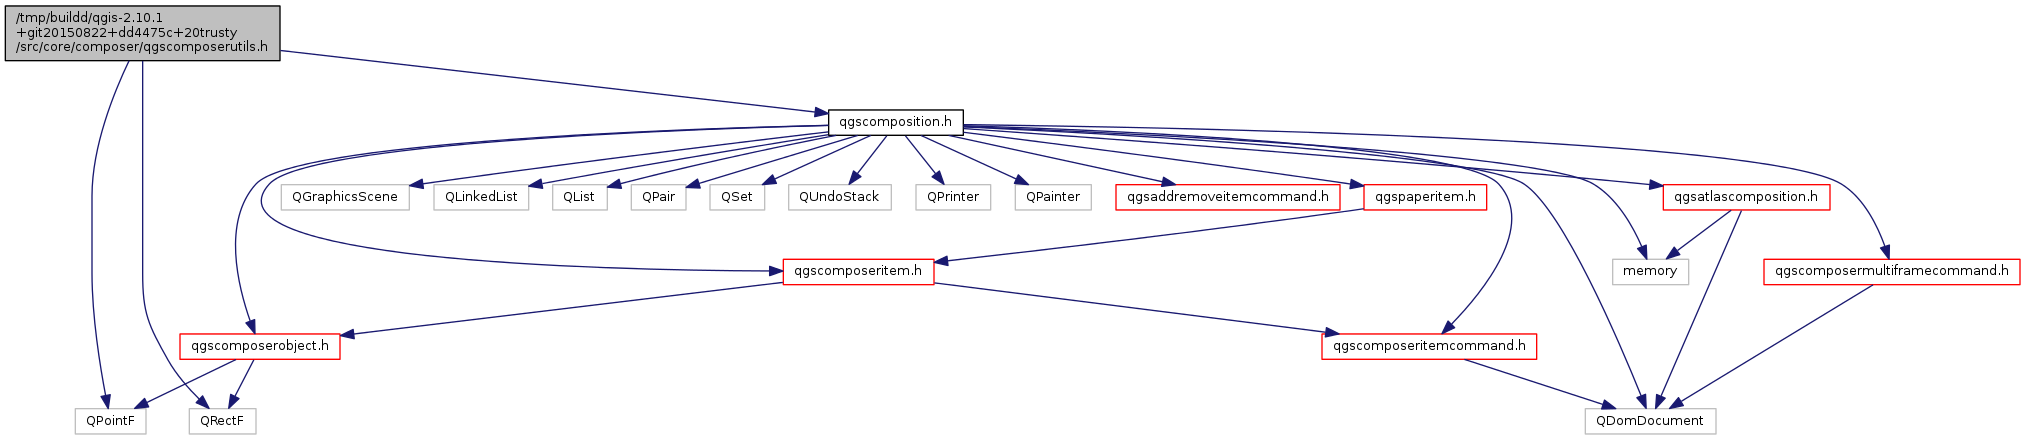 /tmp/buildd/qgis-2.10.1
+git20150822+dd4475c+20trusty
/src/core/composer/qgscomposerutils.h
qgscomposition.h
QGraphicsScene
QLinkedList
QList
QPair
QSet
QUndoStack
QPrinter
QPainter
qgsaddremoveitemcommand.h
qgspaperitem.h
qgsatlascomposition.h
qgscomposeritem.h
memory
qgscomposermultiframecommand.h
qgscomposerobject.h
qgscomposeritemcommand.h
QPointF
QRectF
QDomDocument